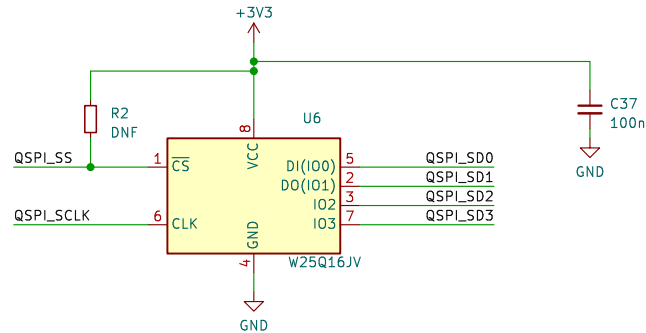 +3V3
R2
DNF
U6
C37
100n
8
VCC
QSPI_SS
1
CS
DI(IO0)
5
QSPI_SD0
DO(IO1)
2
QSPI_SD1
IO2
3
QSPI_SD2
QSPI_SCLK
6
CLK
IO3
7
QSPI_SD3
GND
GND
4
W25Q16JV
GND